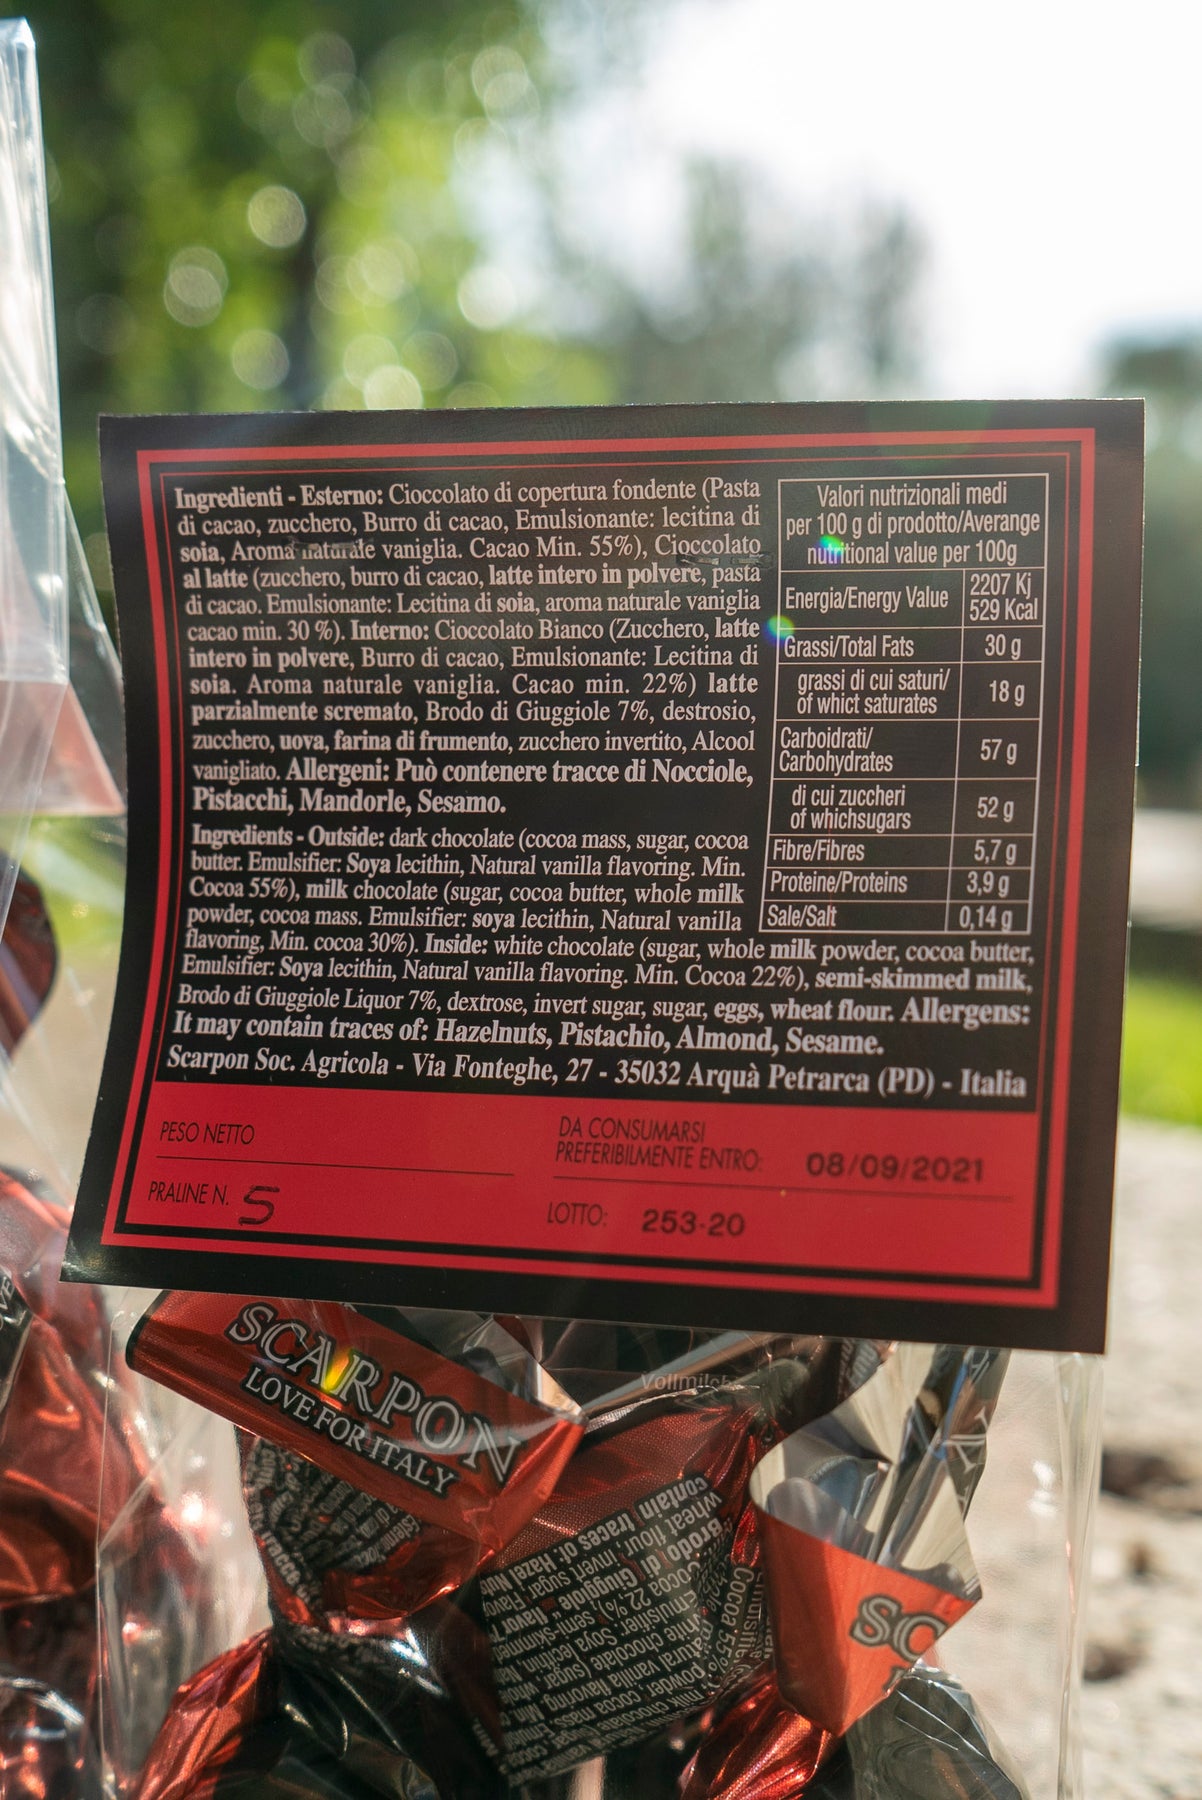 Ingredienti - Esterno: Cioccolato di copertura fondente (Pasta
di cacao, zucchero, Burro di cacao, Emulsionante: lecitina di
soia, Aroma naturale vaniglia. Cacao Min. 55%), Cioccolato
al latte (zucchero, burro di cacao, latte intero in polvere, pasta
di cacao. Emulsionante: Lecitina di soia, aroma naturale vaniglia
cacao min. 30 %). Interno: Cioccolato Bianco (Zucchero, latte
intero in polvere, Burro di cacao, Emulsionante: Lecitina di
soia. Aroma naturale vaniglia. Cacao min. 22%) latte
parzialmente scremato, Brodo di Giuggiole 7%, destrosio,
zucchero, uova, farina di frumento, zucchero invertito, Alcool
vanigliato. Allergeni: Può contenere tracce di Nocciole,
Pistacchi, Mandorle, Sesamo.
Valori nutrizionali medi
per 100 g di prodotto/Averange
nutritional value per 100g
Energia/Energy Value 2207 Kj
529 Kcal
Grassi/Total Fats 30 g
grassi di cui saturi/
of whict saturates 18 g
Carboidrati/
Carbohydrates 57 g
di cui zuccheri
of whichsugars 52 g
Fibre/Fibres 5,7 g
Proteine/Proteins 3,9 g
Sale/Salt 0,14 g
Ingredients - Outside: dark chocolate (cocoa mass, sugar, cocoa
butter. Emulsifier: Soya lecithin, Natural vanilla flavoring. Min.
Cocoa 55%), milk chocolate (sugar, cocoa butter, whole milk
powder, cocoa mass. Emulsifier: soya lecithin, Natural vanilla
flavoring, Min. cocoa 30%). Inside: white chocolate (sugar, whole milk powder, cocoa butter,
Emulsifier: Soya lecithin, Natural vanilla flavoring. Min. Cocoa 22%), semi-skimmed milk,
Brodo di Giuggiole Liquor 7%, dextrose, invert sugar, sugar, eggs, wheat flour. Allergens:
It may contain traces of: Hazelnuts, Pistachio, Almond, Sesame.
Scarpon Soc. Agricola - Via Fonteghe, 27 - 35032 Arquà Petrarca (PD) - Italia
PESO NETTO
DA CONSUMARSI
PREFERIBILMENTE ENTRO: 08/09/2021
PRALINE N. 5
LOTTO: 253-20
SCARPON
LOVE FOR ITALY
Vollmilch
SC